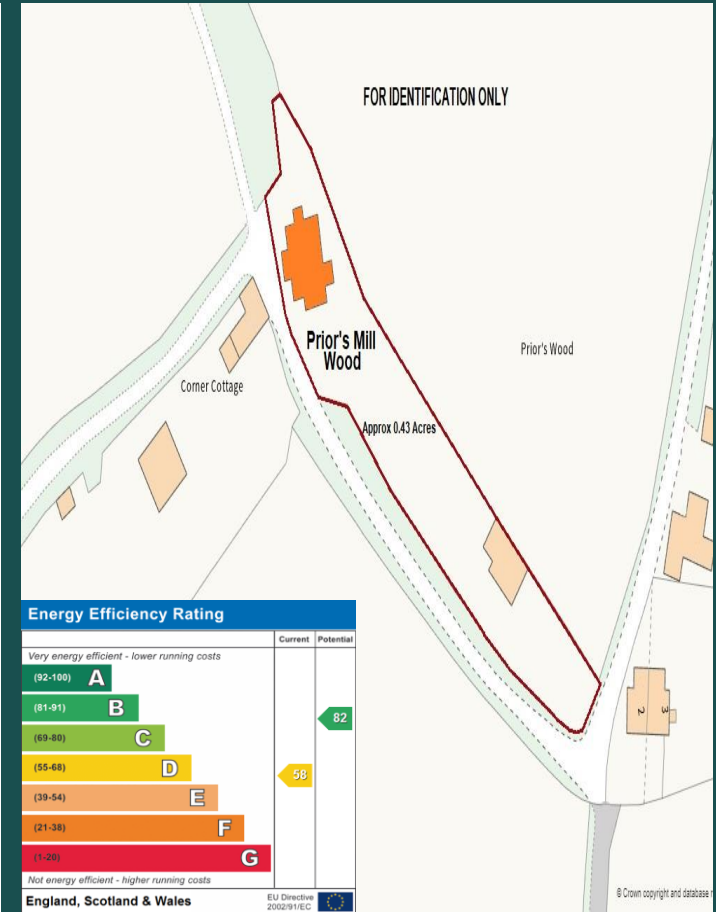 FOR IDENTIFICATION ONLY
Prior's Mill
Wood
Prior's Wood
Corner Cottage
Approx 0.43 Acres
2
3
Energy Efficiency Rating
Current Potential
Very energy efficient - lower running costs
(92-100) A
(81-91) B
82
(69-80) C
(55-68) D
58
(39-54) E
(21-38) F
(1-20) G
Not energy efficient - higher running costs
England, Scotland & Wales
EU Directive
2002/91/EC
© Crown copyright and database r